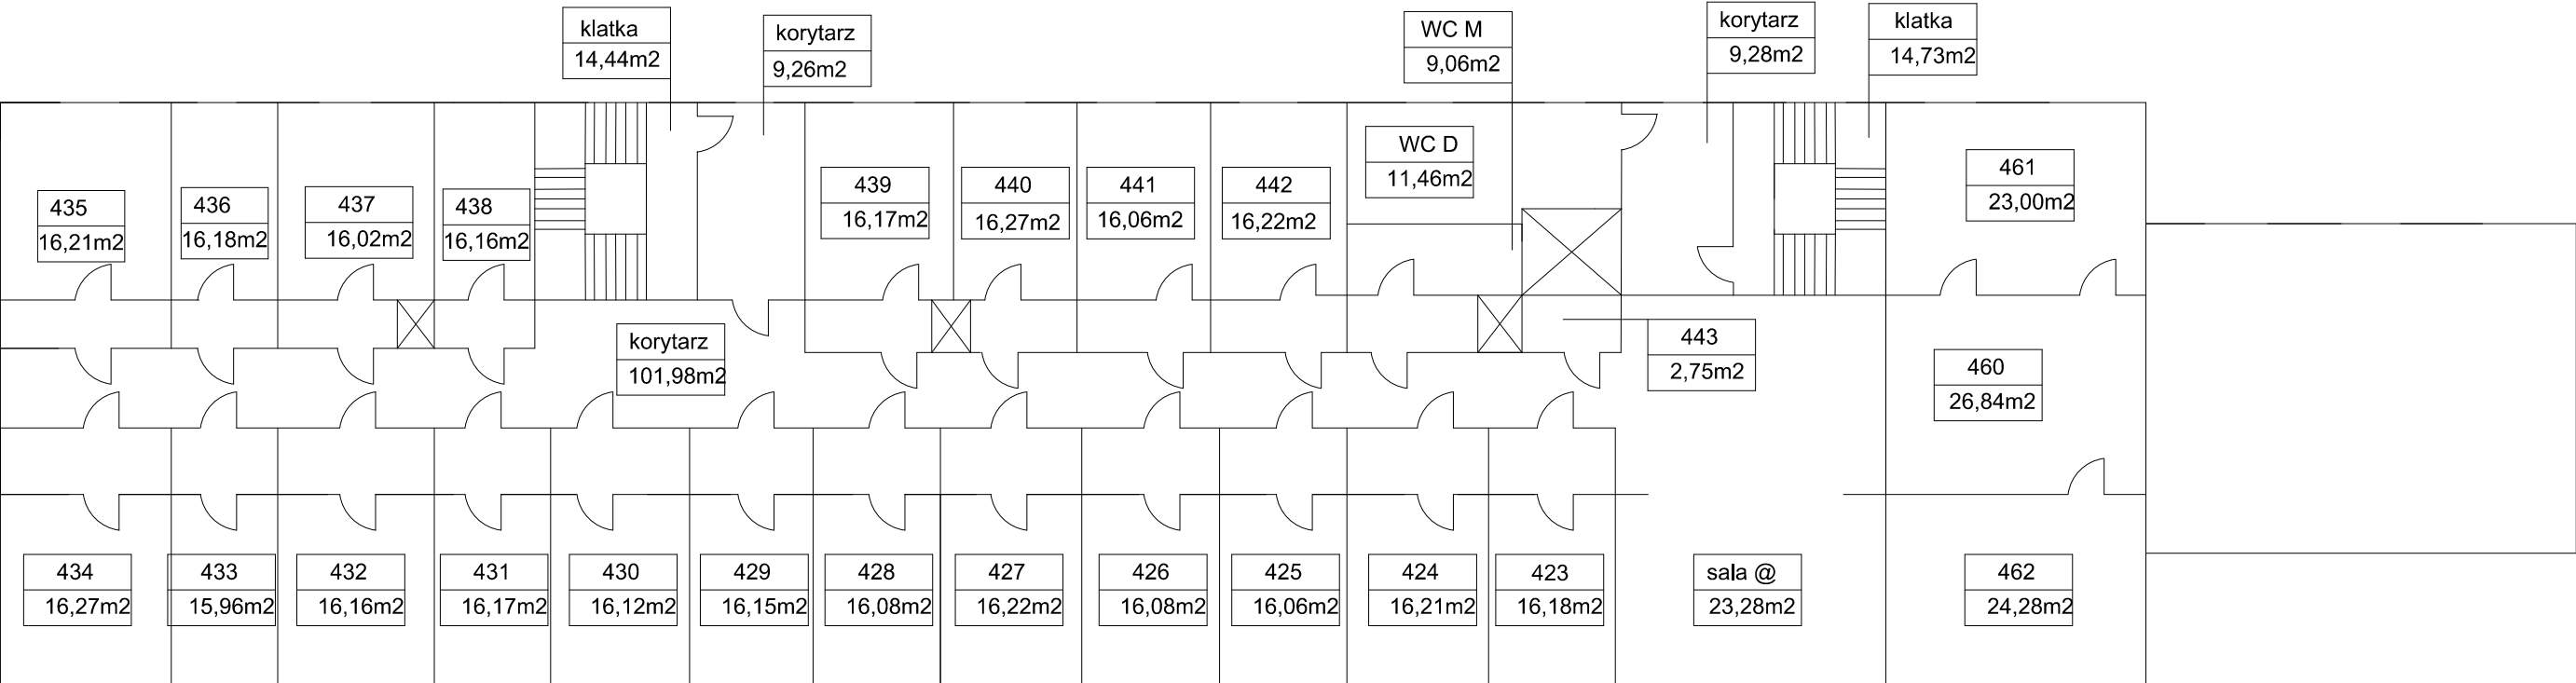 klatka
14,44m2
korytarz
9,26m2
WC M
9,06m2
korytarz
9,28m2
klatka
14,73m2
435
16,21m2
436
16,18m2
437
16,02m2
438
16,16m2
439
16,17m2
440
16,27m2
441
16,06m2
442
16,22m2
WC D
11,46m2
461
23,00m2
korytarz
101,98m2
443
2,75m2
460
26,84m2
434
16,27m2
433
15,96m2
432
16,16m2
431
16,17m2
430
16,12m2
429
16,15m2
428
16,08m2
427
16,22m2
426
16,08m2
425
16,06m2
424
16,21m2
423
16,18m2
sala @
23,28m2
462
24,28m2